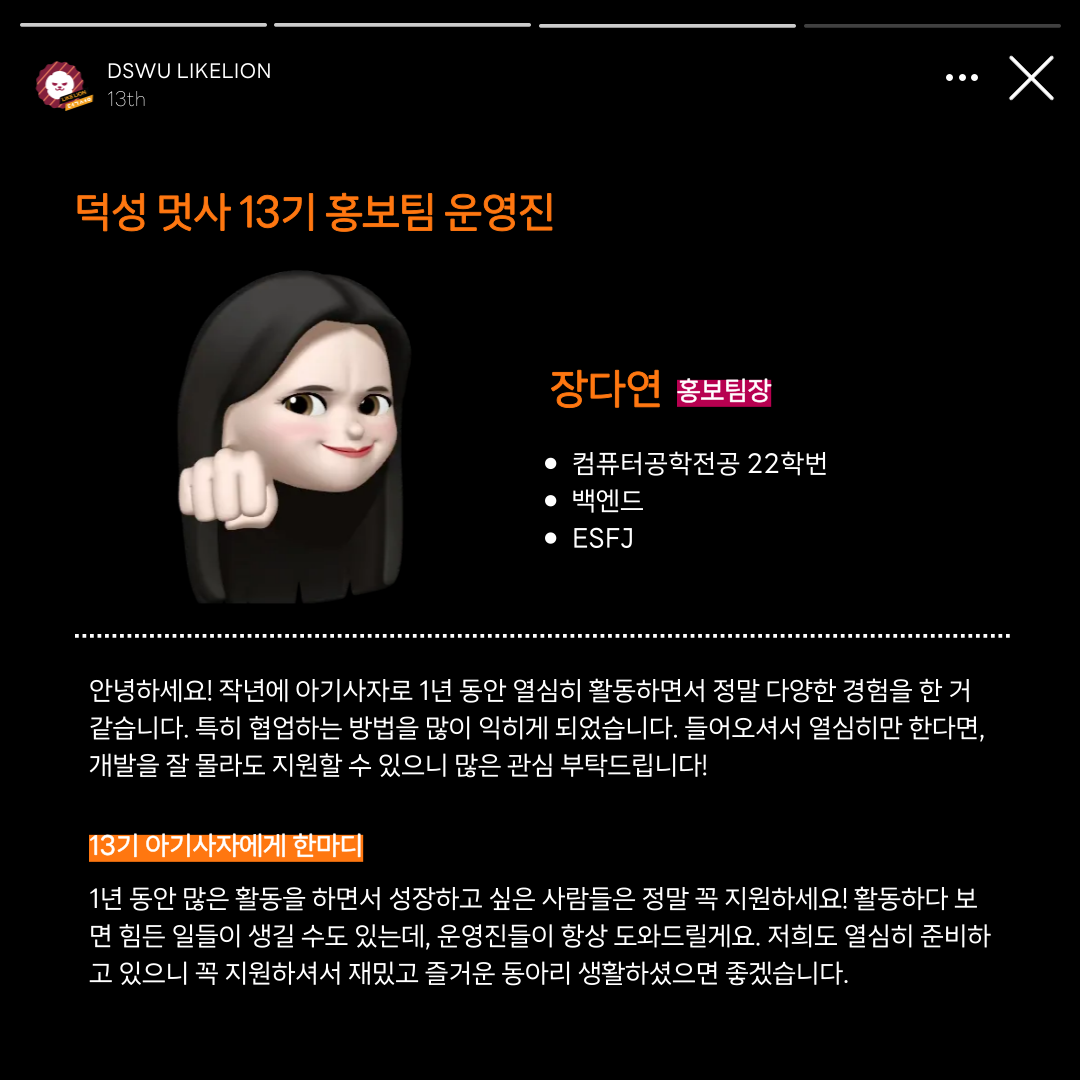 DSWU LIKELION
13th
덕성 멋사 13기 홍보팀 운영진
장다연 홍보팀장
컴퓨터공학전공 22학번
백엔드
ESFJ
안녕하세요! 작년에 아기사자로 1년 동안 열심히 활동하면서 정말 다양한 경험을 한 거
같습니다. 특히 협업하는 방법을 많이 익히게 되었습니다. 들어오셔서 열심히만 한다면,
개발을 잘 몰라도 지원할 수 있으니 많은 관심 부탁드립니다!
13기 아기사자에게 한마디
1년 동안 많은 활동을 하면서 성장하고 싶은 사람들은 정말 꼭 지원하세요! 활동하다 보
면 힘든 일들이 생길 수도 있는데, 운영진들이 항상 도와드릴게요. 저희도 열심히 준비하
고 있으니 꼭 지원하셔서 재밌고 즐거운 동아리 생활하셨으면 좋겠습니다.